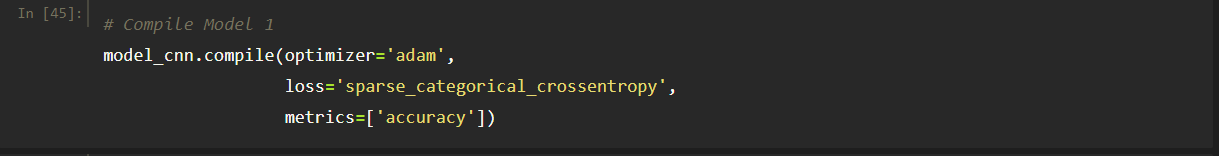 In [45]:
# Compile Model 1
model_cnn.compile(optimizer='adam',
loss='sparse_categorical_crossentropy',
metrics=['accuracy'])